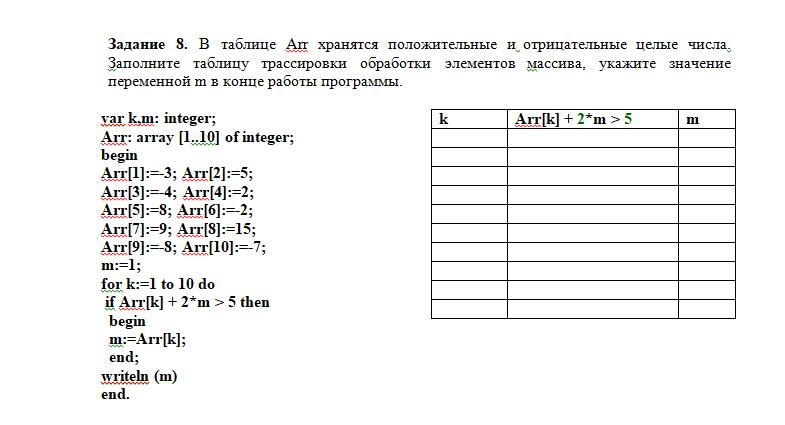 Задание 8. В таблице Arr хранятся положительные и отрицательные целые числа.
Заполните таблицу трассировки обработки элементов массива, укажите значение
переменной m в конце работы программы.
var k,m: integer;
Arr: array [1..10] of integer;
begin
Arr[1]:=-3; Arr[2]:=5;
Arr[3]:=-4; Arr[4]:=2;
Arr[5]:=8; Arr[6]:=-2;
Arr[7]:=9; Arr[8]:=15;
Arr[9]:=-8; Arr[10]:=-7;
m:=1;
for k:=1 to 10 do
if Arr[k] + 2*m > 5 then
begin
m:=Arr[k];
end;
writeln (m)
end.
k Arr[k] + 2*m > 5 m